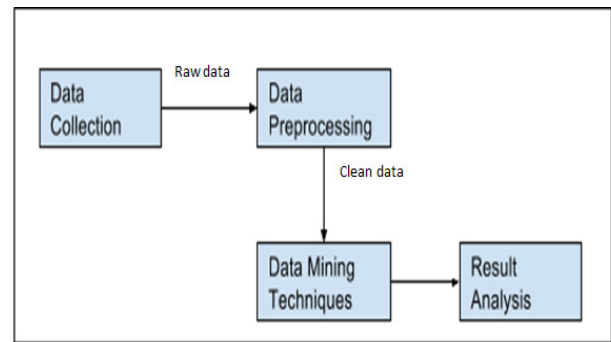 Data
Collection
Raw data
Data
Preprocessing
Clean data
Data Mining
Techniques
Result
Analysis